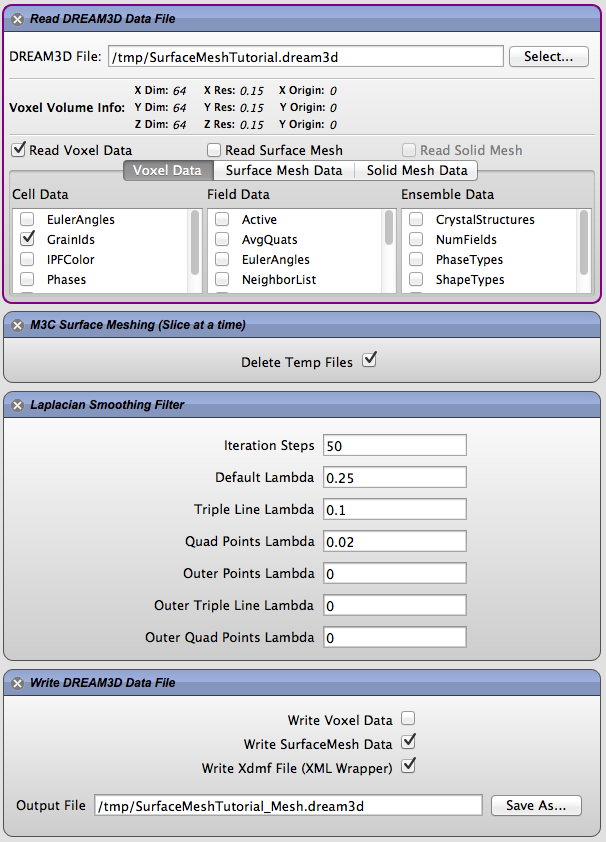 Read DREAM3D Data File
DREAM3D File: /tmp/SurfaceMeshTutorial.dream3d Select...
X Dim: 64 X Res: 0.15 X Origin: 0
Voxel Volume Info: Y Dim: 64 Y Res: 0.15 Y Origin: 0
Z Dim: 64 Z Res: 0.15 Y Origin: 0
Read Voxel Data Read Surface Mesh Read Solid Mesh
Voxel Data Surface Mesh Data Solid Mesh Data
Cell Data Field Data Ensemble Data
EulerAngles Active CrystalStructures
GrainIds AvgQuats NumFields
IPFColor EulerAngles PhaseTypes
Phases NeighborList ShapeTypes
M3C Surface Meshing (Slice at a time)
Delete Temp Files
Laplacian Smoothing Filter
Iteration Steps 50
Default Lambda 0.25
Triple Line Lambda 0.1
Quad Points Lambda 0.02
Outer Points Lambda 0
Outer Triple Line Lambda 0
Outer Quad Points Lambda 0
Write DREAM3D Data File
Write Voxel Data
Write SurfaceMesh Data
Write Xdmf File (XML Wrapper)
Output File /tmp/SurfaceMeshTutorial_Mesh.dream3d Save As...